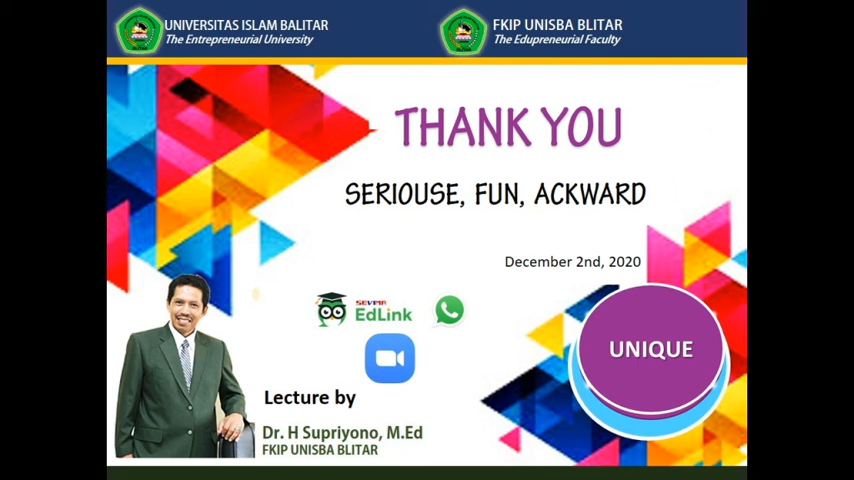 UNIVERSITAS ISLAM BALITAR
The Entrepreneurial University
FKIP UNISBA BLITAR
The Edupreneurial Faculty
THANK YOU
SERIOUSE, FUN, ACKWARD
December 2nd, 2020
SEVIMA
EdLink
UNIQUE
Lecture by
Dr. H Supriyono, M.Ed
FKIP UNISBA BLITAR